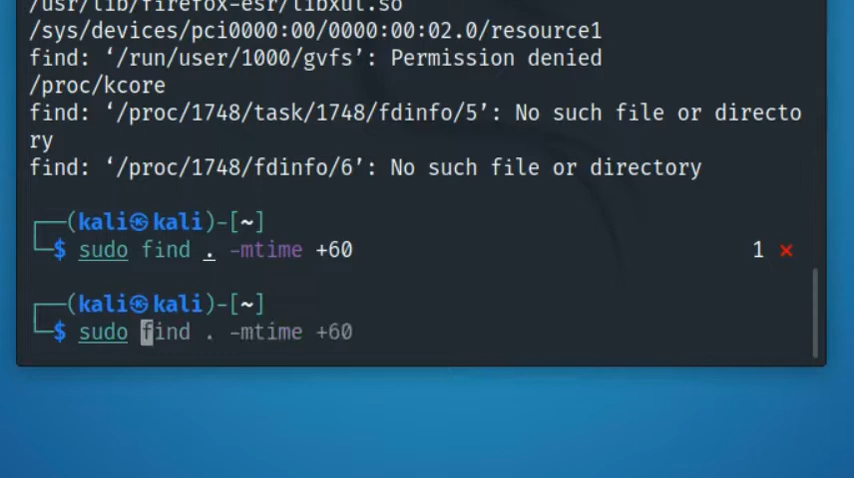 /usr/lib/firefox-esr/libxul.so
/sys/devices/pci0000:00/0000:00:02.0/resource1
find: ‘/run/user/1000/gvfs’: Permission denied
/proc/kcore
find: ‘/proc/1748/task/1748/fdinfo/5’: No such file or directo
ry
find: ‘/proc/1748/fdinfo/6’: No such file or directory
┌──(kali㉿kali)-[~]
└─$ sudo find . -mtime +60 1 ⨯
┌──(kali㉿kali)-[~]
└─$ sudo find . -mtime +60